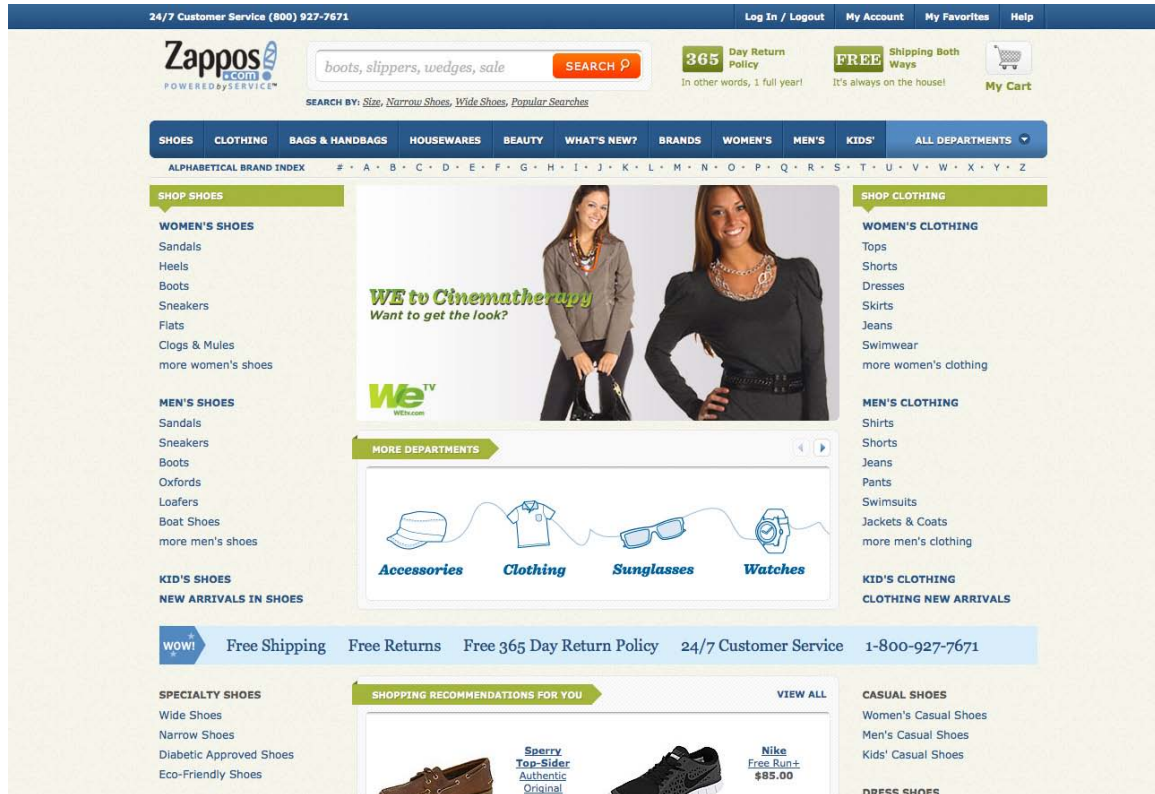 24/7 Customer Service (800) 927-7671
Log In / Logout My Account My Favorites Help
Zappos
.com
POWERED by SERVICE™
boots, slippers, wedges, sale
SEARCH
SEARCH BY: Size, Narrow Shoes, Wide Shoes, Popular Searches
365 Day Return Policy
In other words, 1 full year!
FREE Shipping Both Ways
It's always on the house!
My Cart
SHOES CLOTHING BAGS & HANDBAGS HOUSEWARES BEAUTY WHAT'S NEW? BRANDS WOMEN'S MEN'S KIDS' ALL DEPARTMENTS
ALPHABETICAL BRAND INDEX # • A • B • C • D • E • F • G • H • I • J • K • L • M • N • O • P • Q • R • S • T • U • V • W • X • Y • Z
SHOP SHOES
WOMEN'S SHOES
Sandals
Heels
Boots
Sneakers
Flats
Clogs & Mules
more women's shoes
MEN'S SHOES
Sandals
Sneakers
Boots
Oxfords
Loafers
Boat Shoes
more men's shoes
KID'S SHOES
NEW ARRIVALS IN SHOES
WE tv Cinematherapy
Want to get the look?
We TV
WEtv.com
MORE DEPARTMENTS
Accessories Clothing Sunglasses Watches
SHOP CLOTHING
WOMEN'S CLOTHING
Tops
Shorts
Dresses
Skirts
Jeans
Swimwear
more women's clothing
MEN'S CLOTHING
Shirts
Shorts
Jeans
Pants
Swimsuits
Jackets & Coats
more men's clothing
KID'S CLOTHING
CLOTHING NEW ARRIVALS
WOW! Free Shipping Free Returns Free 365 Day Return Policy 24/7 Customer Service 1-800-927-7671
SPECIALTY SHOES
Wide Shoes
Narrow Shoes
Diabetic Approved Shoes
Eco-Friendly Shoes
SHOPPING RECOMMENDATIONS FOR YOU
VIEW ALL
Sperry
Top-Sider
Authentic
Original
Nike
Free Run+
$85.00
CASUAL SHOES
Women's Casual Shoes
Men's Casual Shoes
Kids' Casual Shoes
DRESS SHOES